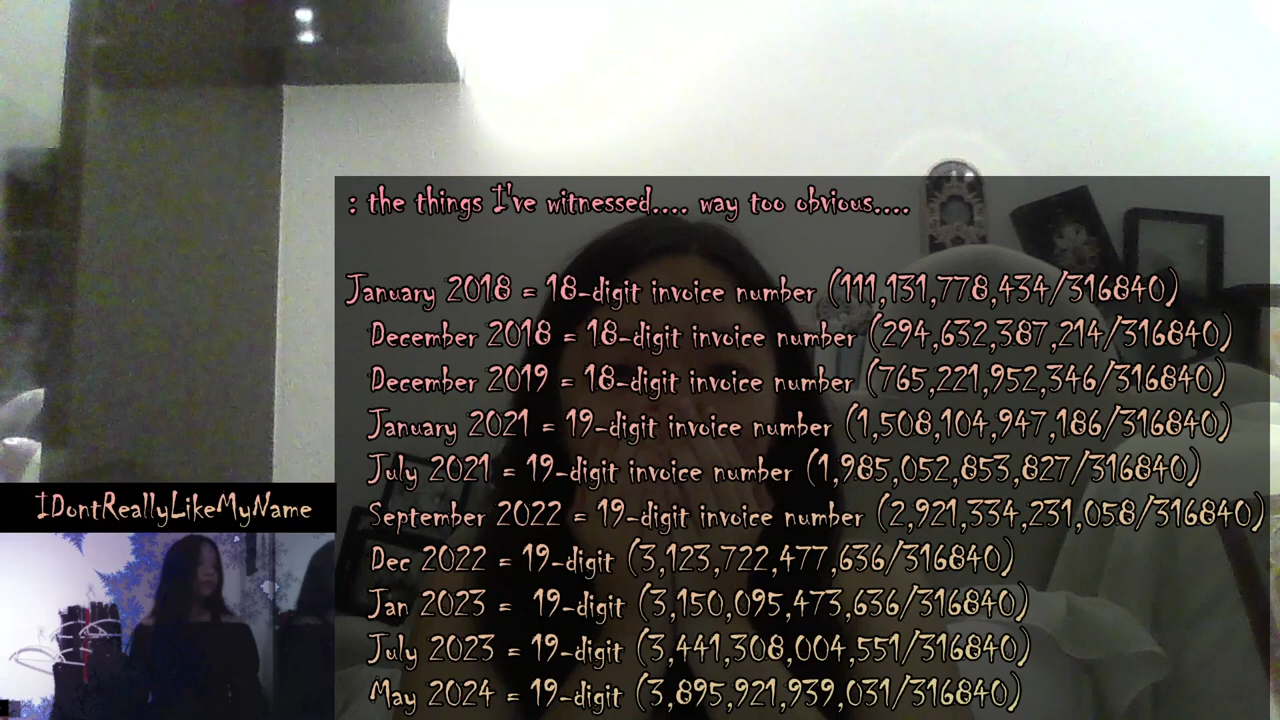 : the things I've witnessed.... way too obvious....
January 2018 = 18-digit invoice number (111,131,778,434/316840)
December 2018 = 18-digit invoice number (294,632,387,214/316840)
December 2019 = 18-digit invoice number (765,221,952,346/316840)
January 2021 = 19-digit invoice number (1,508,104,947,186/316840)
July 2021 = 19-digit invoice number (1,985,052,853,827/316840)
September 2022 = 19-digit invoice number (2,921,334,231,058/316840)
Dec 2022 = 19-digit (3,123,722,477,636/316840)
Jan 2023 = 19-digit (3,150,095,473,636/316840)
July 2023 = 19-digit (3,441,308,004,551/316840)
May 2024 = 19-digit (3,895,921,939,031/316840)
IDontReallyLikeMyName